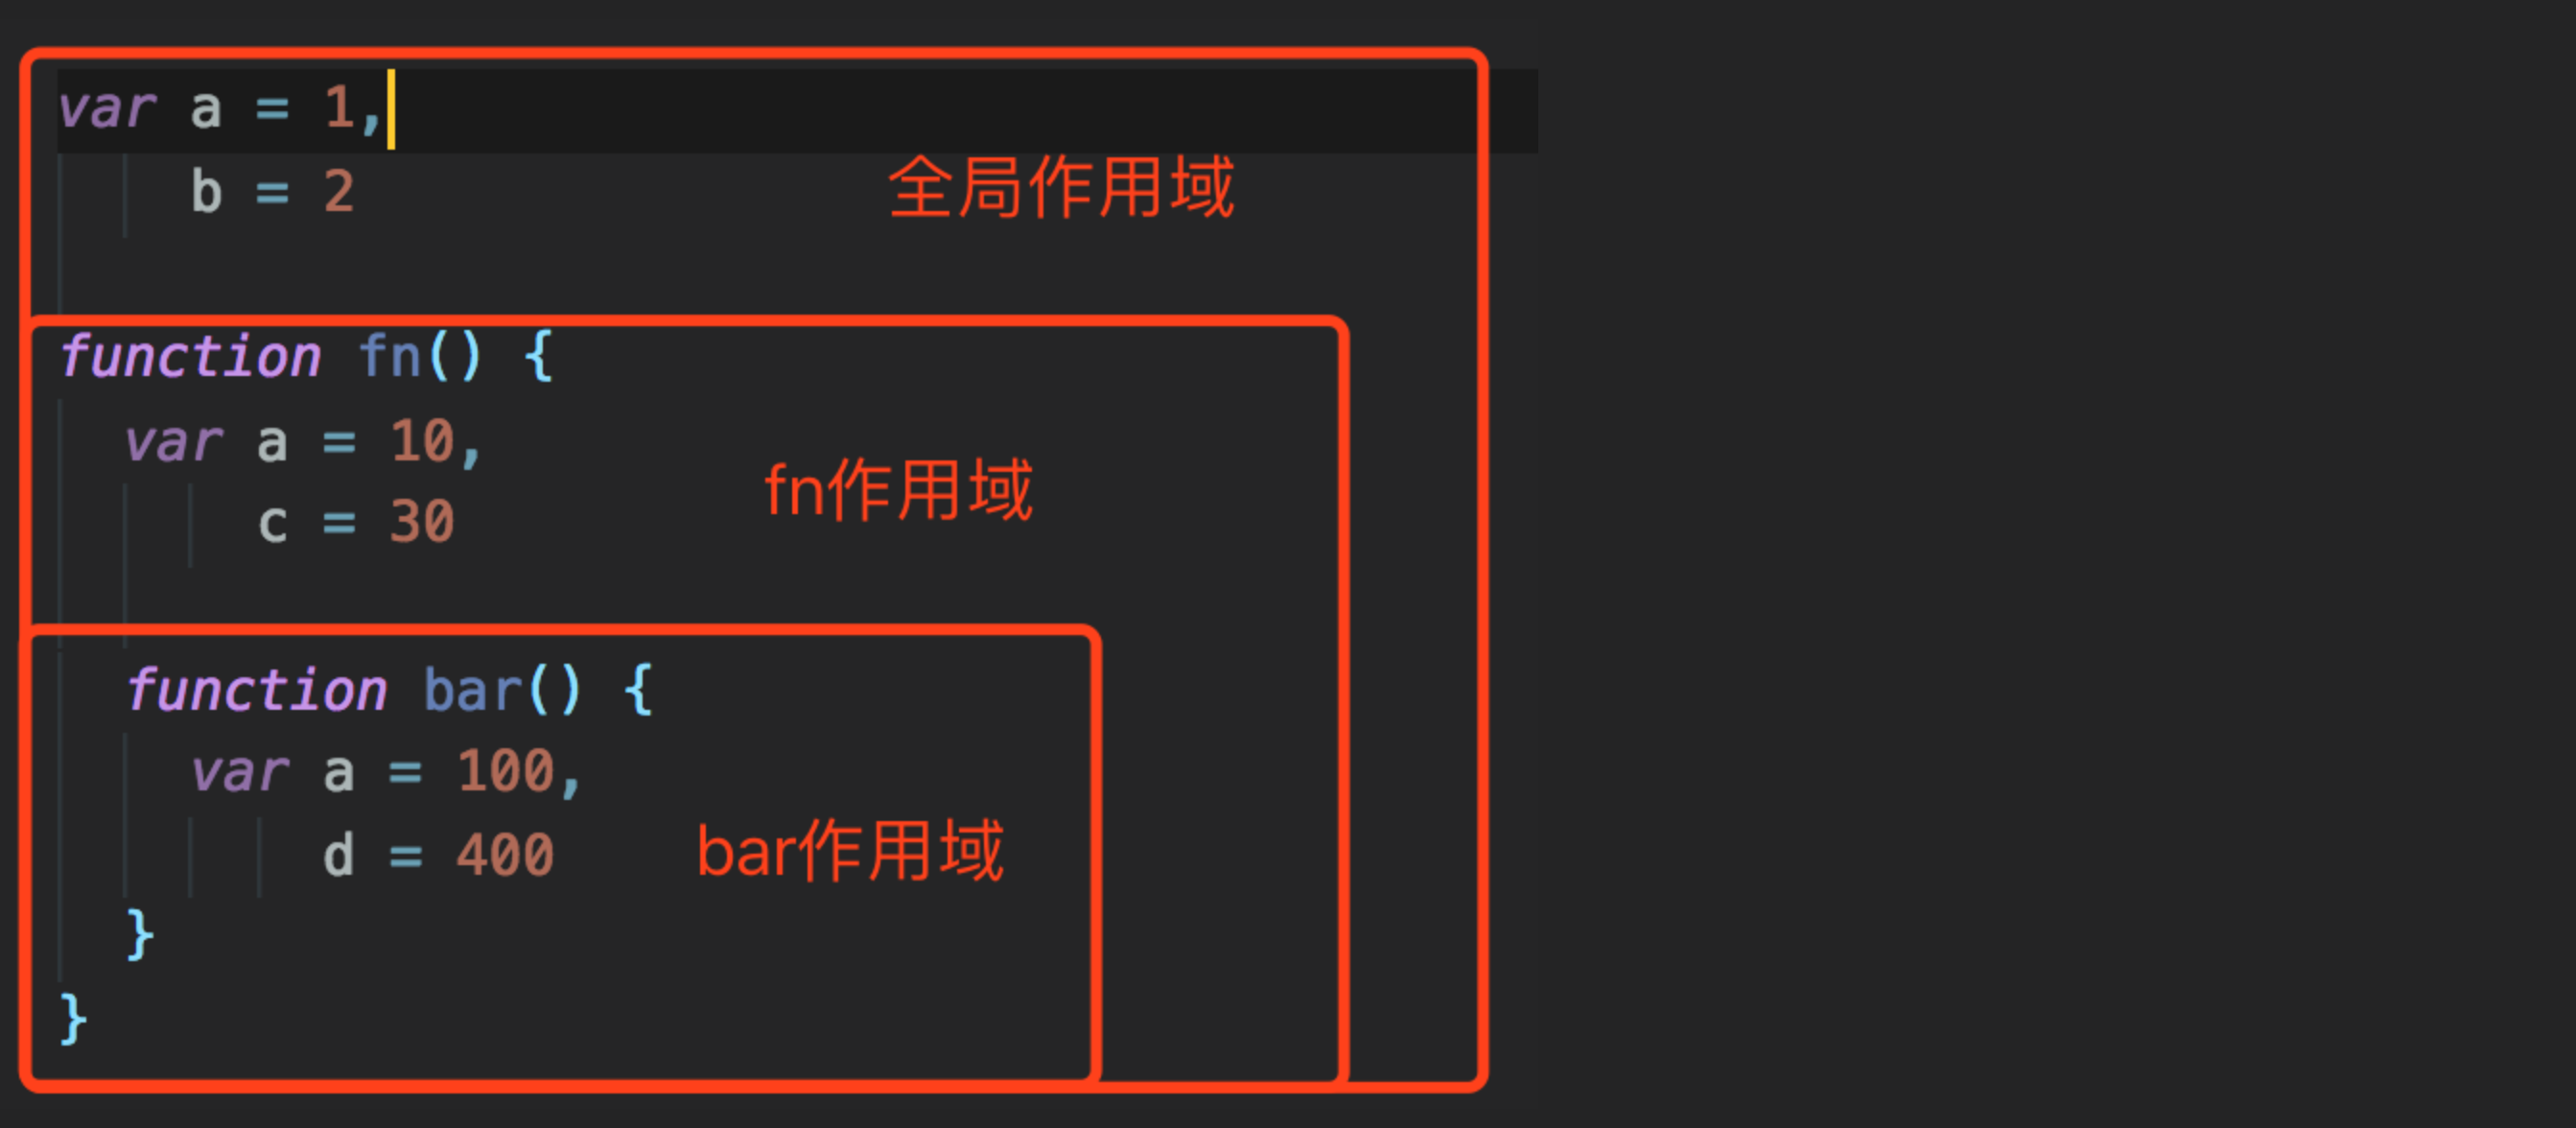 var a = 1,
b = 2
全局作用域
function fn() {
var a = 10,
fn作用域
c = 30
function bar() {
var a = 100,
d = 400
bar作用域
}
}